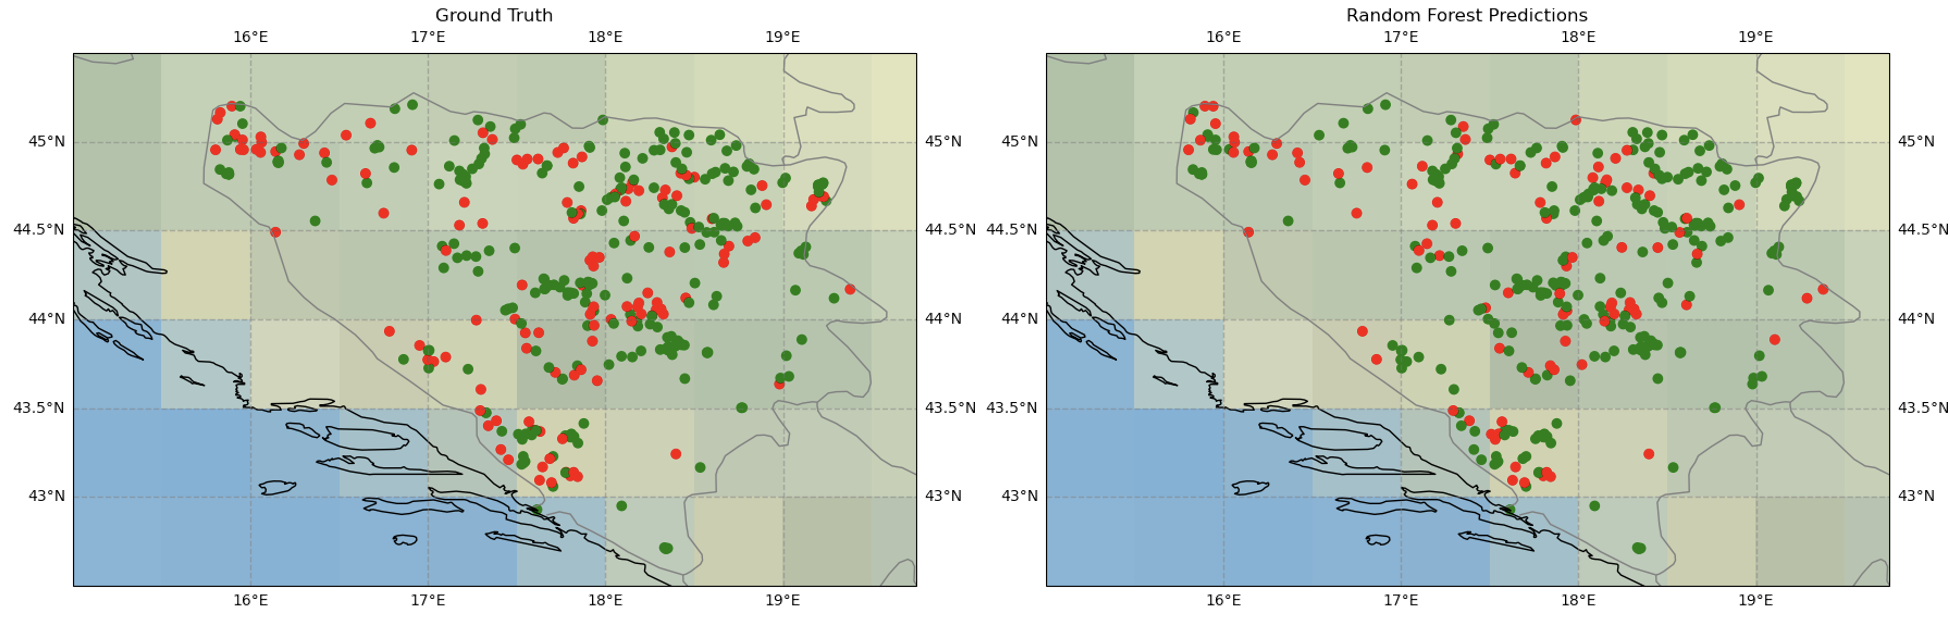 Ground Truth
Random Forest Predictions
16°E 17°E 18°E 19°E
16°E 17°E 18°E 19°E
45°N 45°N 45°N 45°N
44.5°N 44.5°N 44.5°N 44.5°N
44°N 44°N 44°N 44°N
43.5°N 43.5°N 43.5°N 43.5°N
43°N 43°N 43°N 43°N
16°E 17°E 18°E 19°E
16°E 17°E 18°E 19°E